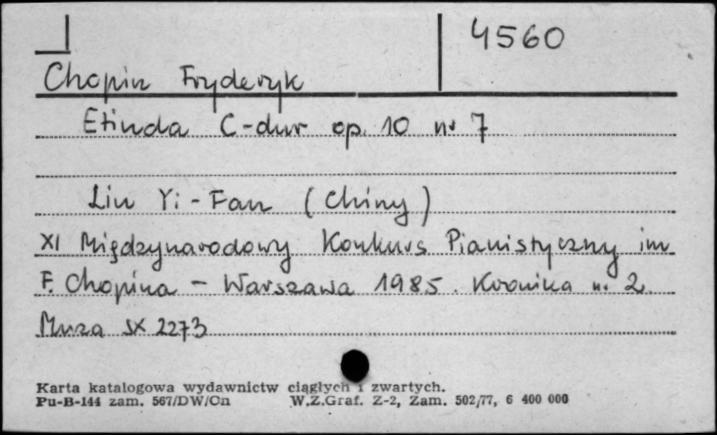 4560
Chopin Fryderyk
Etiuda C-dur op. 10 nr 7
Liu Yi-Fan (Chiny)
XI Międzynarodowy Konkurs Pianistyczny im
F. Chopina – Warszawa 1985. Kronika n. 2.
Muza SX 2273
Karta katalogowa wydawnictw ciągłych i zwartych.
Pu-B-144 zam. 567/DW/Cn W.Z.Graf. Z-2, Zam. 502/77, 6 400 000